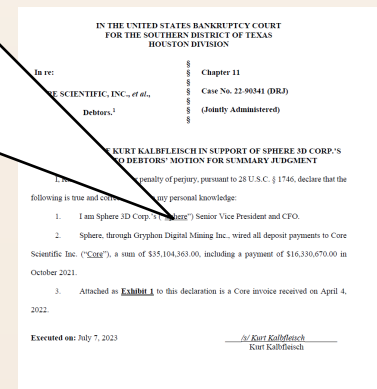 IN THE UNITED STATES BANKRUPTCY COURT
FOR THE SOUTHERN DISTRICT OF TEXAS
HOUSTON DIVISION
In re:
RE SCIENTIFIC, INC., et al.,
Debtors.¹
§
§
§
§
§
§
Chapter 11
Case No. 22-90341 (DRJ)
(Jointly Administered)
KURT KALBFLEISCH IN SUPPORT OF SPHERE 3D CORP.'S
TO DEBTORS' MOTION FOR SUMMARY JUDGMENT
penalty of perjury, pursuant to 28 U.S.C. § 1746, declare that the
following is true and my personal knowledge:
1. I am Sphere 3D Corp.'s ("Sphere") Senior Vice President and CFO.
2. Sphere, through Gryphon Digital Mining Inc., wired all deposit payments to Core
Scientific Inc. ("Core"), a sum of $35,104,363.00, including a payment of $16,330,670.00 in
October 2021.
3. Attached as Exhibit 1 to this declaration is a Core invoice received on April 4,
2022.
Executed on: July 7, 2023
/s/ Kurt Kalbfleisch
Kurt Kalbfleisch